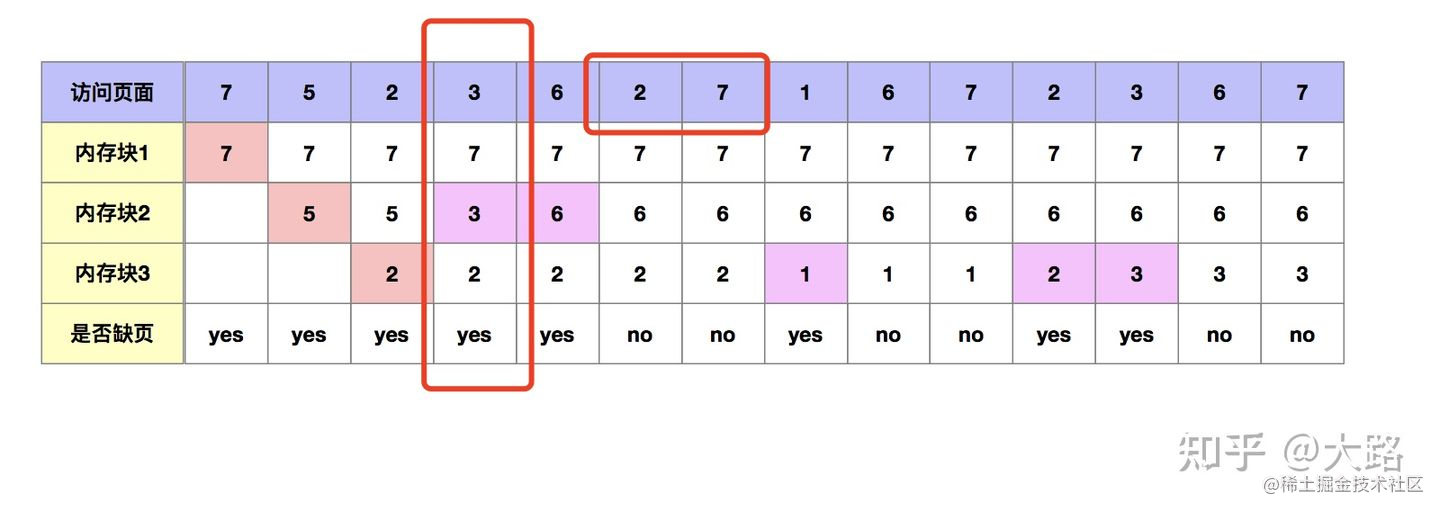 访问页面 7 5 2 3 6 2 7 1 6 7 2 3 6 7
内存块1 7 7 7 7 7 7 7 7 7 7 7 7 7 7
内存块2 5 5 3 6 6 6 6 6 6 6 6 6 6
内存块3 2 2 2 2 2 1 1 1 2 3 3 3
是否缺页 yes yes yes yes yes no no yes no no yes yes no no
知乎 @大路
@稀土掘金技术社区